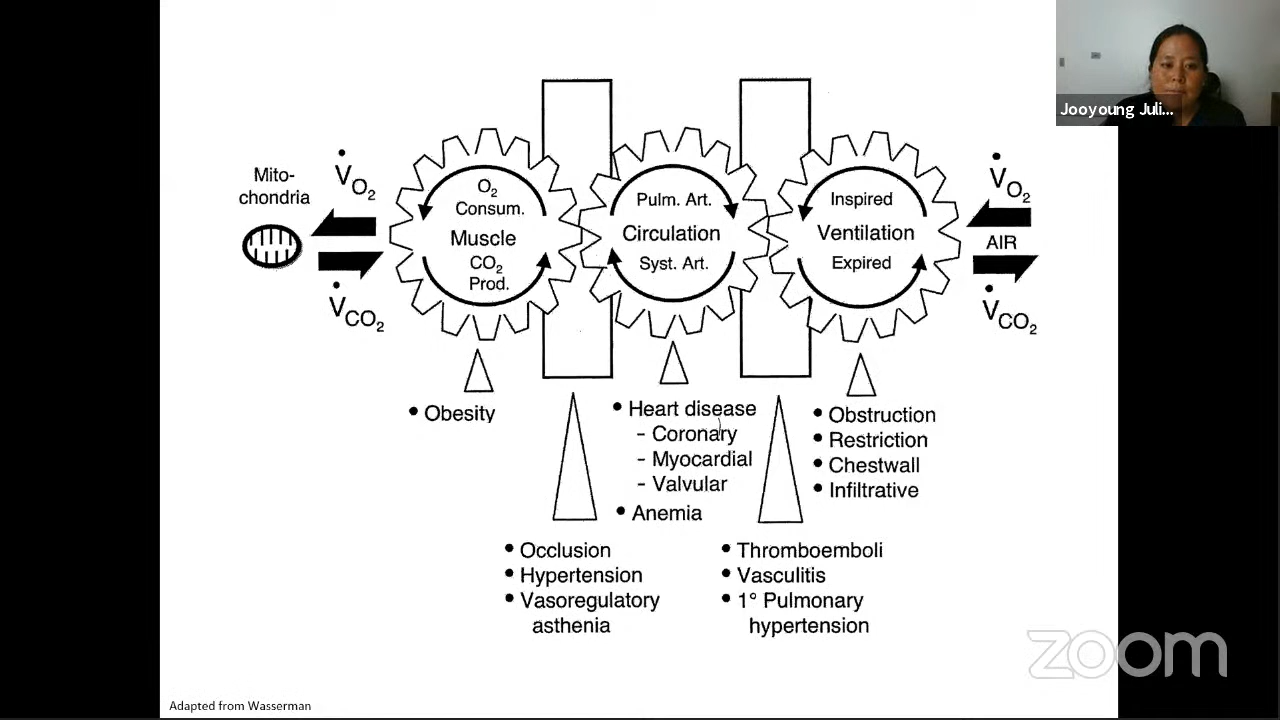 Jooyoung Juli...
Mito-
chondria
V̇O₂
V̇CO₂
O₂
Consum.
Muscle
CO₂
Prod.
Pulm. Art.
Circulation
Syst. Art.
Inspired
Ventilation
Expired
V̇O₂
AIR
V̇CO₂
• Obesity
• Heart disease
– Coronary
– Myocardial
– Valvular
• Anemia
• Obstruction
• Restriction
• Chestwall
• Infiltrative
• Occlusion
• Hypertension
• Vasoregulatory
asthenia
• Thromboemboli
• Vasculitis
• 1° Pulmonary
hypertension
zoom
Adapted from Wasserman